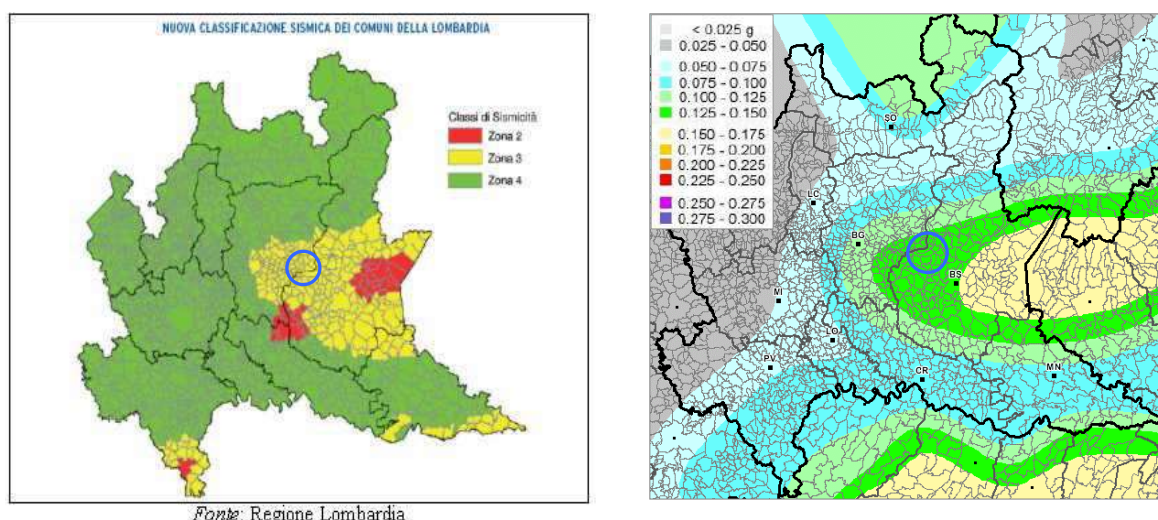 NUOVA CLASSIFICAZIONE SISMICA DEI COMUNI DELLA LOMBARDIA
Classi di Sismicità
Zona 2
Zona 3
Zona 4
Fonte: Regione Lombardia
< 0.025 g
0.025 - 0.050
0.050 - 0.075
0.075 - 0.100
0.100 - 0.125
0.125 - 0.150
0.150 - 0.175
0.175 - 0.200
0.200 - 0.225
0.225 - 0.250
0.250 - 0.275
0.275 - 0.300
SO
LC
BG
BS
MI
LO
PV
CR
MN